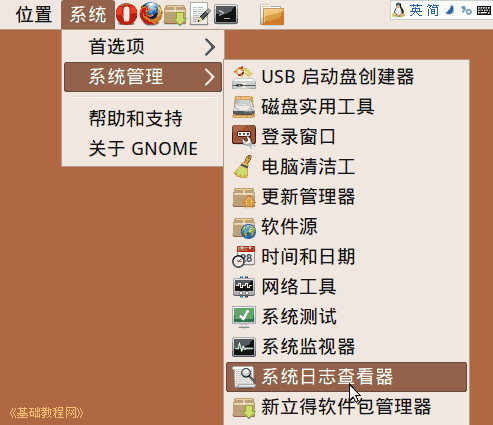 位置 系统 英 简
首选项
系统管理
帮助和支持
关于 GNOME
USB 启动盘创建器
磁盘实用工具
登录窗口
电脑清洁工
更新管理器
软件源
时间和日期
网络工具
系统测试
系统监视器
系统日志查看器
新立得软件包管理器
《基础教程网》